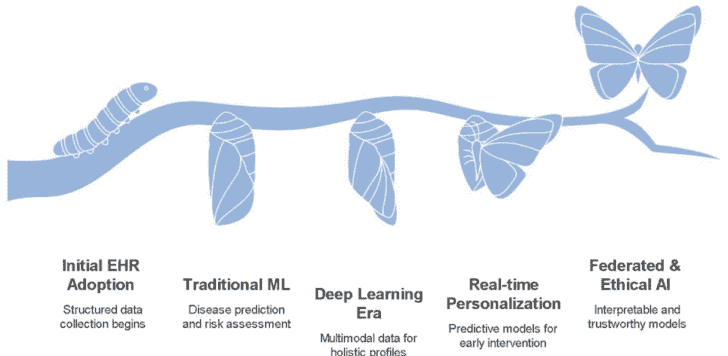 Initial EHR
Adoption
Structured data
collection begins
Traditional ML
Disease prediction
and risk assessment
Deep Learning
Era
Multimodal data for
holistic profiles
Real-time
Personalization
Predictive models for
early intervention
Federated &
Ethical AI
Interpretable and
trustworthy models